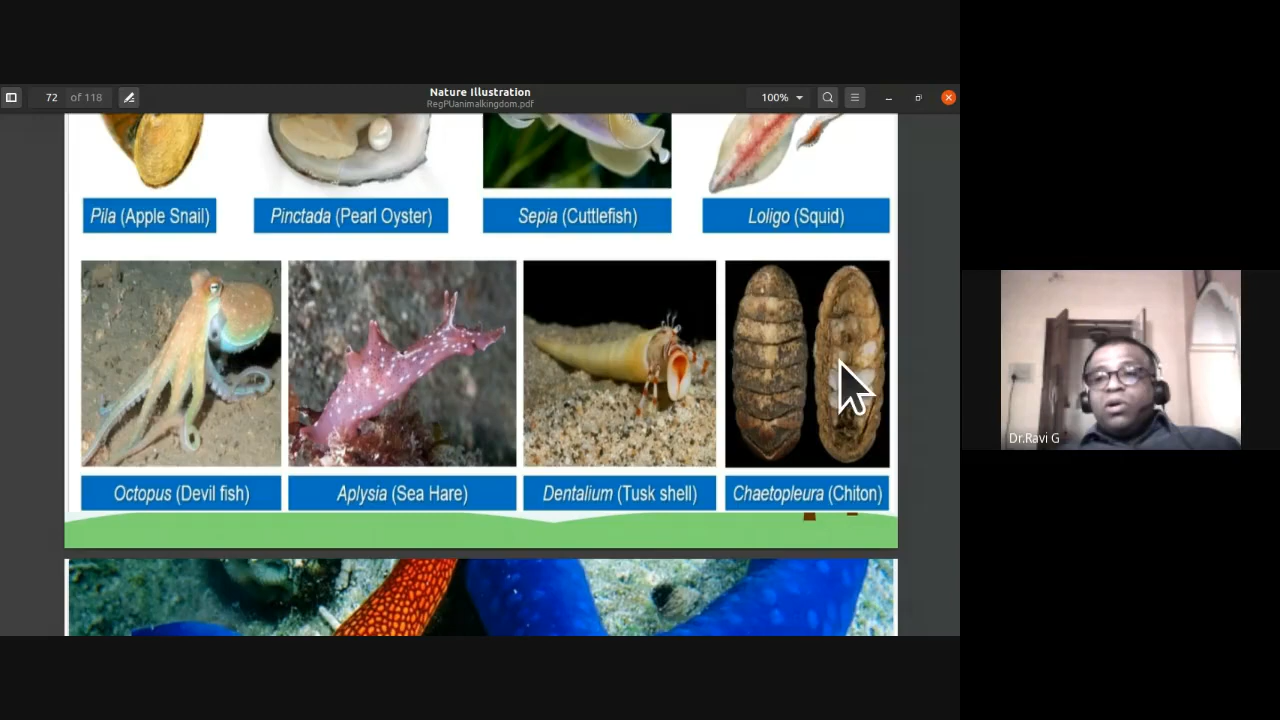 72 of 118
Nature Illustration
RegPUanimalkingdom.pdf
100%
Pila (Apple Snail)
Pinctada (Pearl Oyster)
Sepia (Cuttlefish)
Loligo (Squid)
Octopus (Devil fish)
Aplysia (Sea Hare)
Dentalium (Tusk shell)
Chaetopleura (Chiton)
Dr.Ravi G